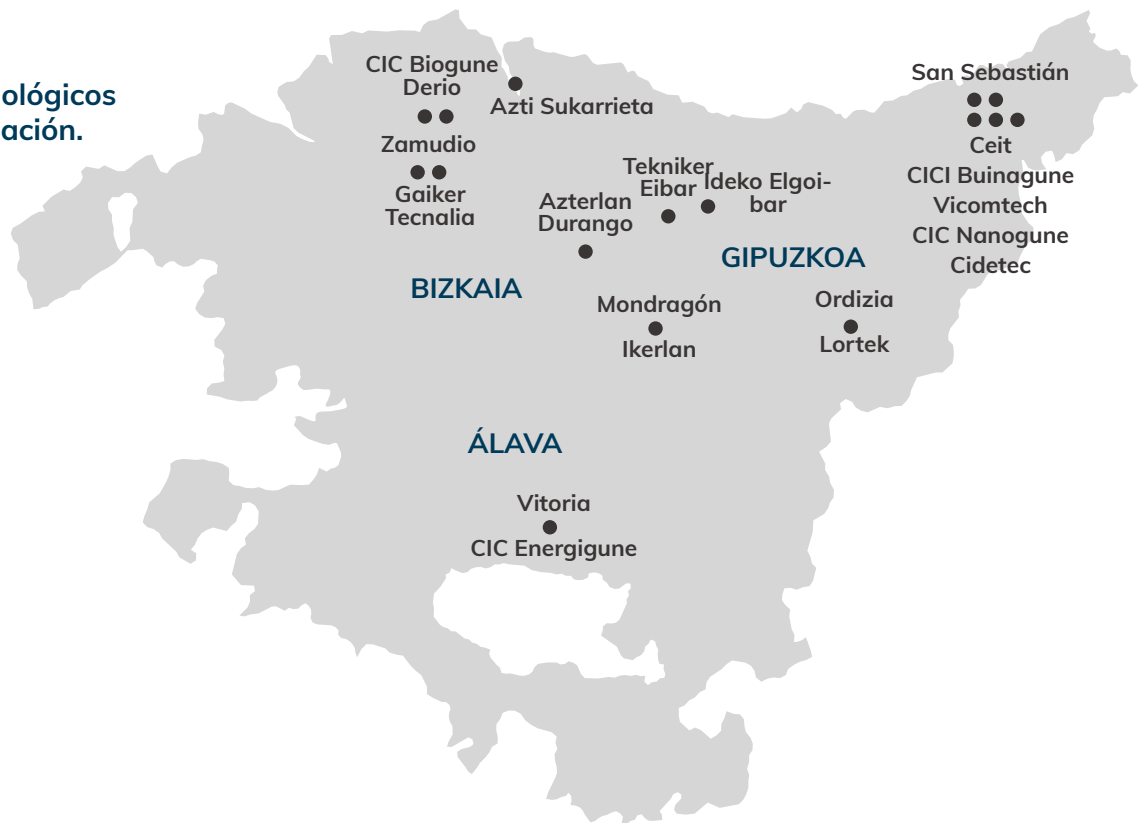 ológicos
ación.
CIC Biogune
Derio
Azti Sukarrieta
Zamudio
Gaiker
Tecnalia
Tekniker
Eibar
Ideko Elgoi-
bar
Azterlan
Durango
San Sebastián
Ceit
CICI Buinagune
Vicomtech
CIC Nanogune
Cidetec
BIZKAIA
GIPUZKOA
Mondragón
Ikerlan
Ordizia
Lortek
ÁLAVA
Vitoria
CIC Energigune